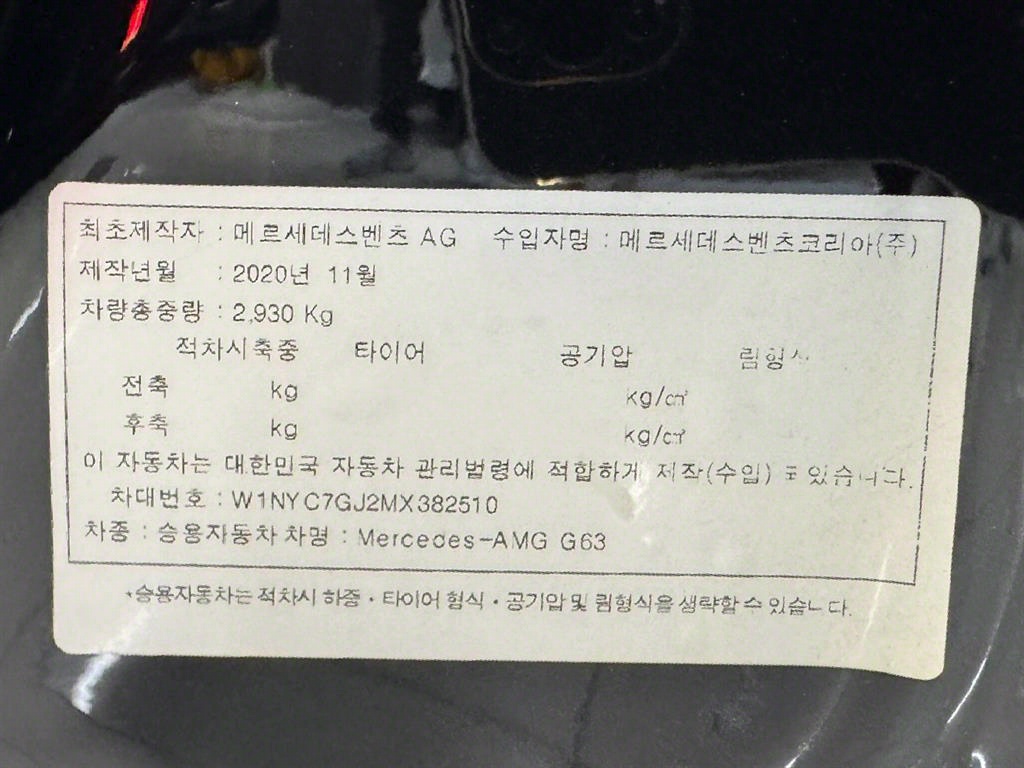 최초제작자 : 메르세데스벤츠 AG 수입자명 : 메르세데스벤츠코리아(주)
제작년월 : 2020년 11월
차량총중량 : 2,930 Kg
적차시축중 타이어 공기압 림형식
전축 kg kg/㎠
후축 kg kg/㎠
이 자동차는 대한민국 자동차 관리법령에 적합하게 제작(수입) 되었습니다.
차대번호 : W1NYC7GJ2MX382510
차종 : 승용자동차 차명 : Mercedes-AMG G63
*승용자동차는 적차시 하중·타이어 형식·공기압 및 림형식을 생략할 수 있습니다.